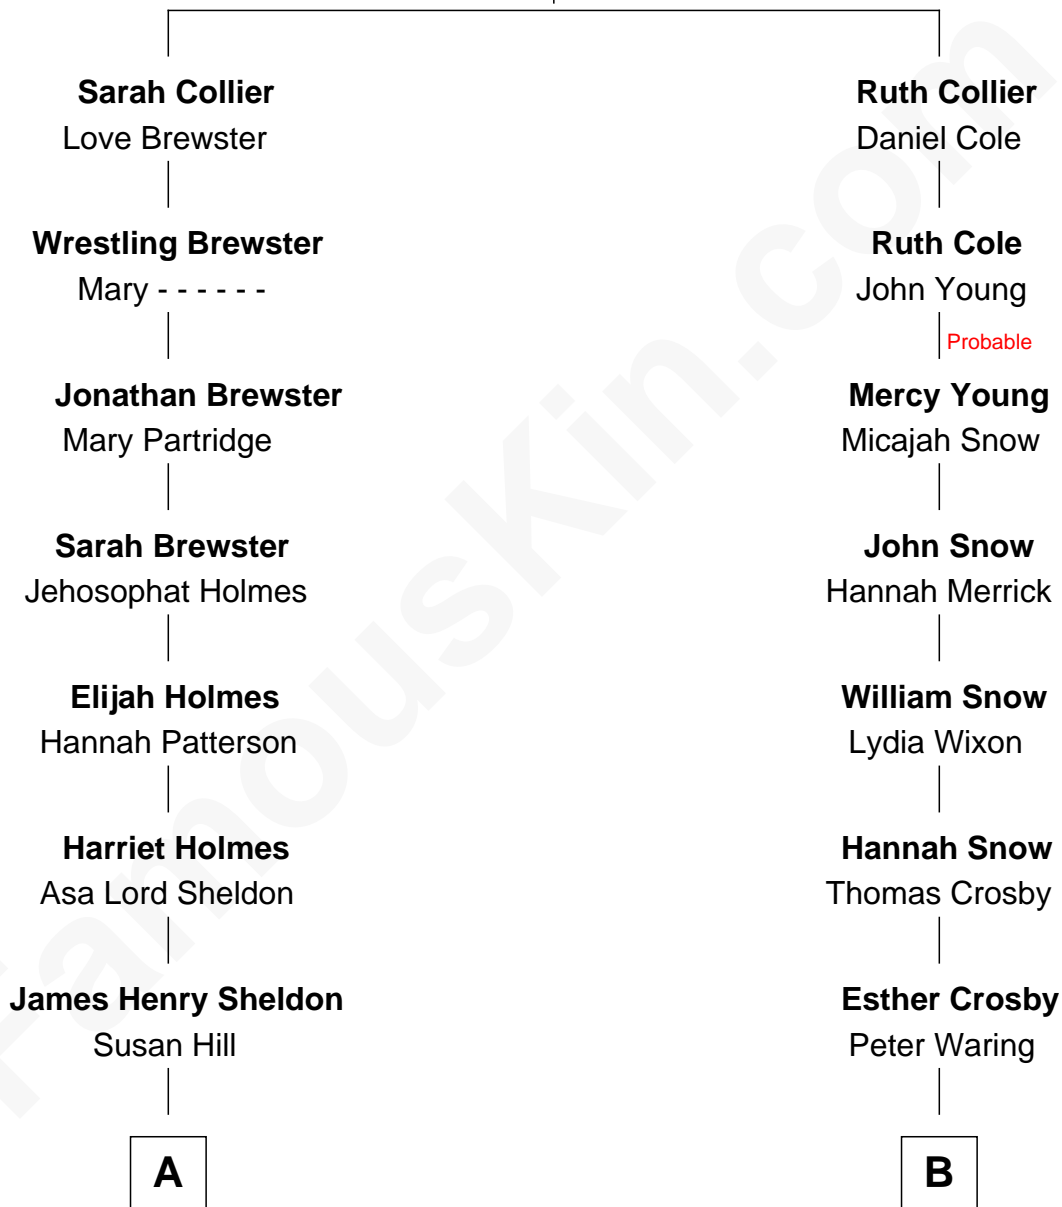 Sarah Collier
Love Brewster
Wrestling Brewster
Mary - - - - - -
Jonathan Brewster
Mary Partridge
Sarah Brewster
Jehosophat Holmes
Elijah Holmes
Hannah Patterson
Harriet Holmes
Asa Lord Sheldon
James Henry Sheldon
Susan Hill
A
Ruth Collier
Daniel Cole
Ruth Cole
John Young
Probable
Mercy Young
Micajah Snow
John Snow
Hannah Merrick
William Snow
Lydia Wixon
Hannah Snow
Thomas Crosby
Esther Crosby
Peter Waring
B
FamousKin.com